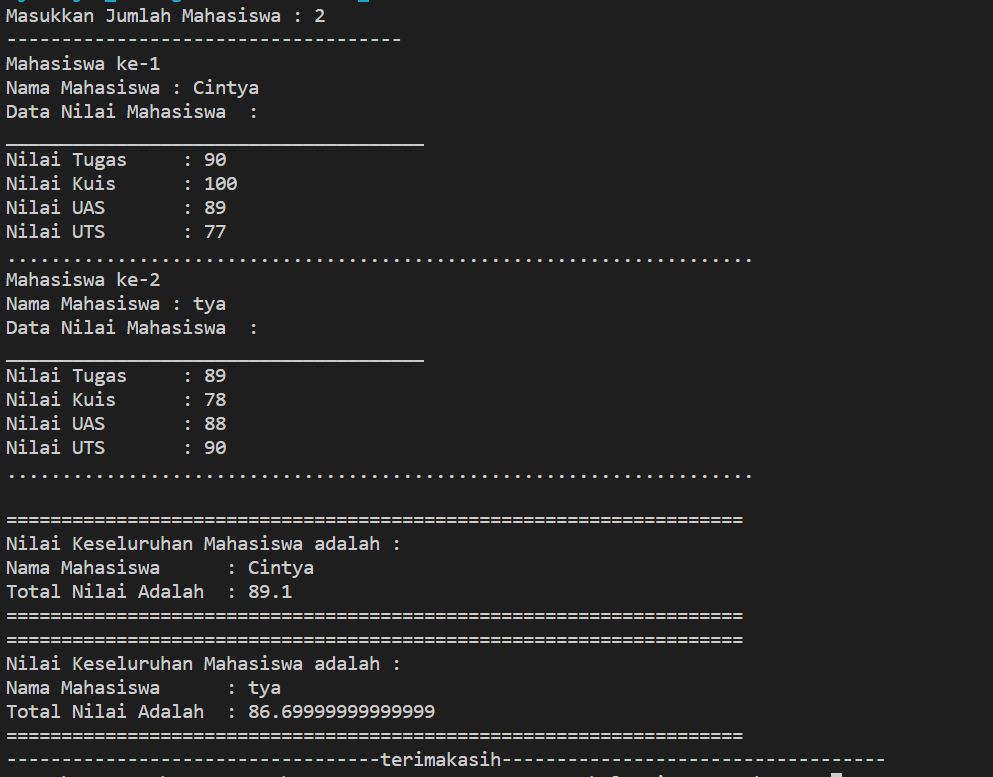 Masukkan Jumlah Mahasiswa : 2
------------------------------------
Mahasiswa ke-1
Nama Mahasiswa : Cintya
Data Nilai Mahasiswa  :
______________________________________
Nilai Tugas     : 90
Nilai Kuis      : 100
Nilai UAS       : 89
Nilai UTS       : 77
....................................................................
Mahasiswa ke-2
Nama Mahasiswa : tya
Data Nilai Mahasiswa  :
______________________________________
Nilai Tugas     : 89
Nilai Kuis      : 78
Nilai UAS       : 88
Nilai UTS       : 90
....................................................................
===================================================================
Nilai Keseluruhan Mahasiswa adalah :
Nama Mahasiswa      : Cintya
Total Nilai Adalah  : 89.1
===================================================================
===================================================================
Nilai Keseluruhan Mahasiswa adalah :
Nama Mahasiswa      : tya
Total Nilai Adalah  : 86.69999999999999
===================================================================
----------------------------------terimakasih-----------------------------------